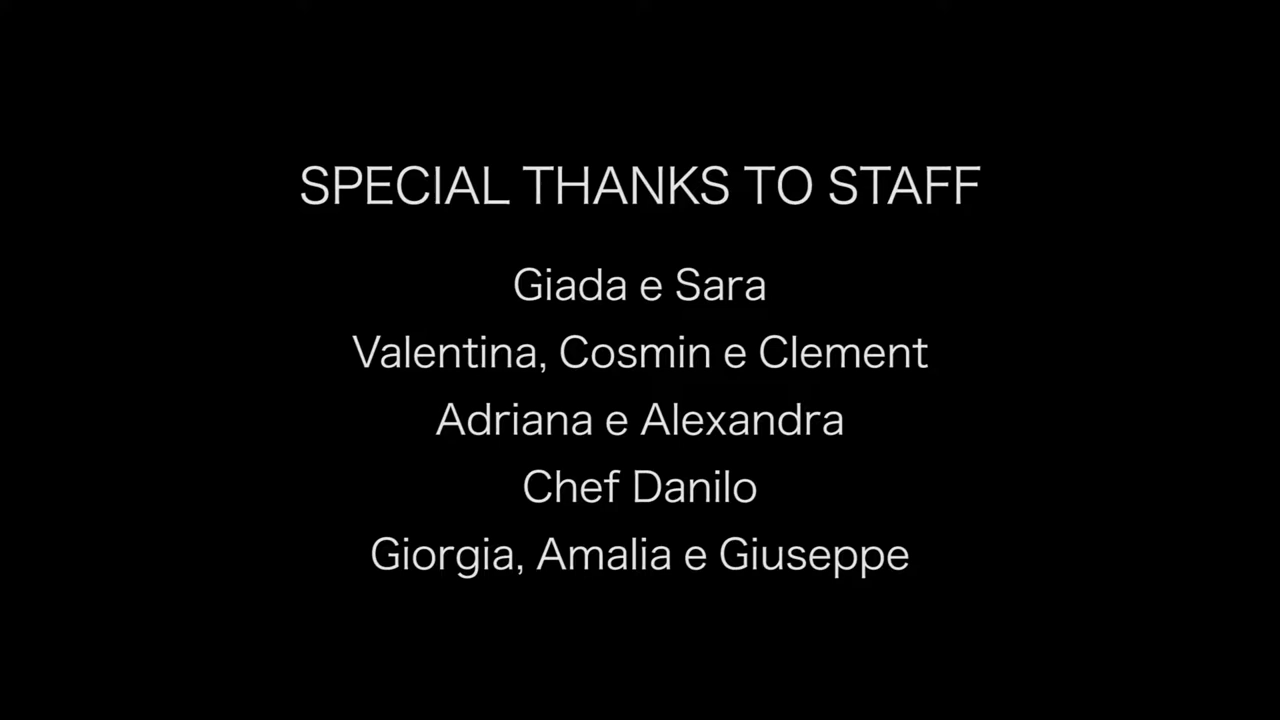 SPECIAL THANKS TO STAFF
Giada e Sara
Valentina, Cosmin e Clement
Adriana e Alexandra
Chef Danilo
Giorgia, Amalia e Giuseppe